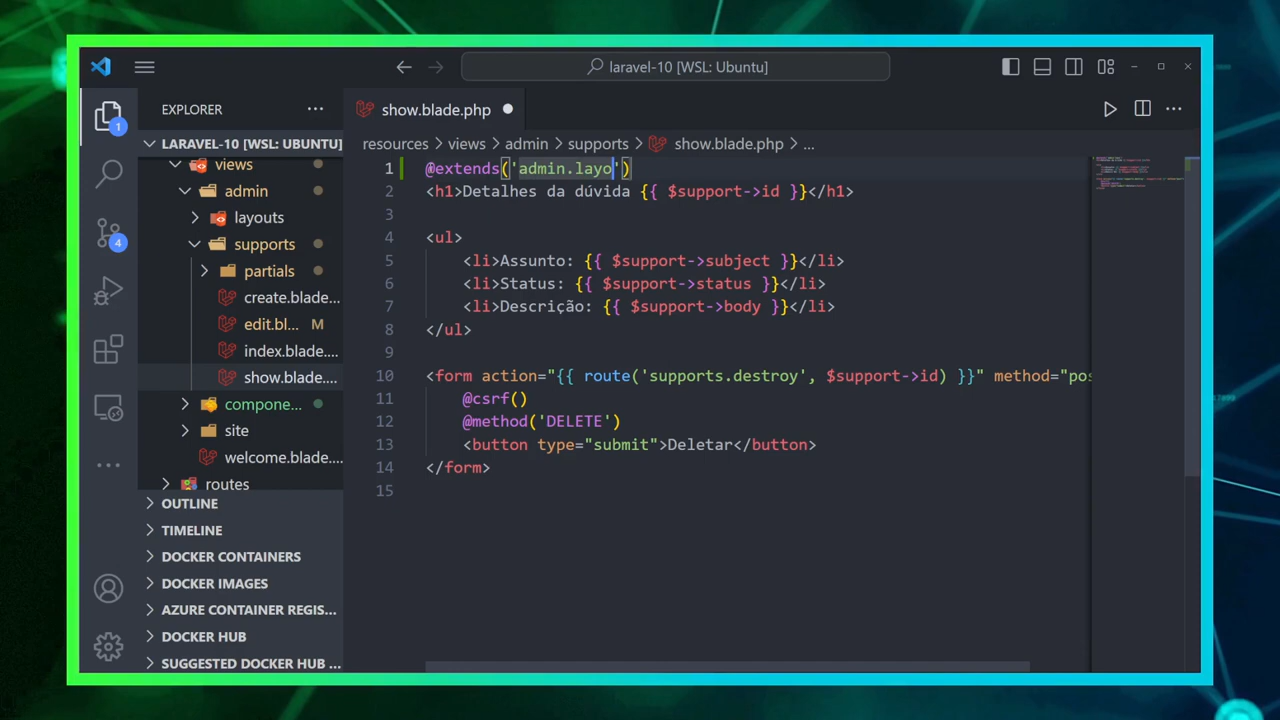 laravel-10 [WSL: Ubuntu]
EXPLORER
1
LARAVEL-10 [WSL: UBUNTU]
views
admin
layouts
supports
partials
create.blade...
edit.bl... M
index.blade....
show.blade....
4
compone...
site
welcome.blade....
routes
OUTLINE
TIMELINE
DOCKER CONTAINERS
DOCKER IMAGES
AZURE CONTAINER REGIS...
DOCKER HUB
SUGGESTED DOCKER HUB ...
show.blade.php
resources > views > admin > supports > show.blade.php > ...
1 @extends('admin.layo')
2 <h1>Detalhes da dúvida {{ $support->id }}</h1>
3
4 <ul>
5 <li>Assunto: {{ $support->subject }}</li>
6 <li>Status: {{ $support->status }}</li>
7 <li>Descrição: {{ $support->body }}</li>
8 </ul>
9
10 <form action="{{ route('supports.destroy', $support->id) }}" method="pos
11 @csrf()
12 @method('DELETE')
13 <button type="submit">Deletar</button>
14 </form>
15